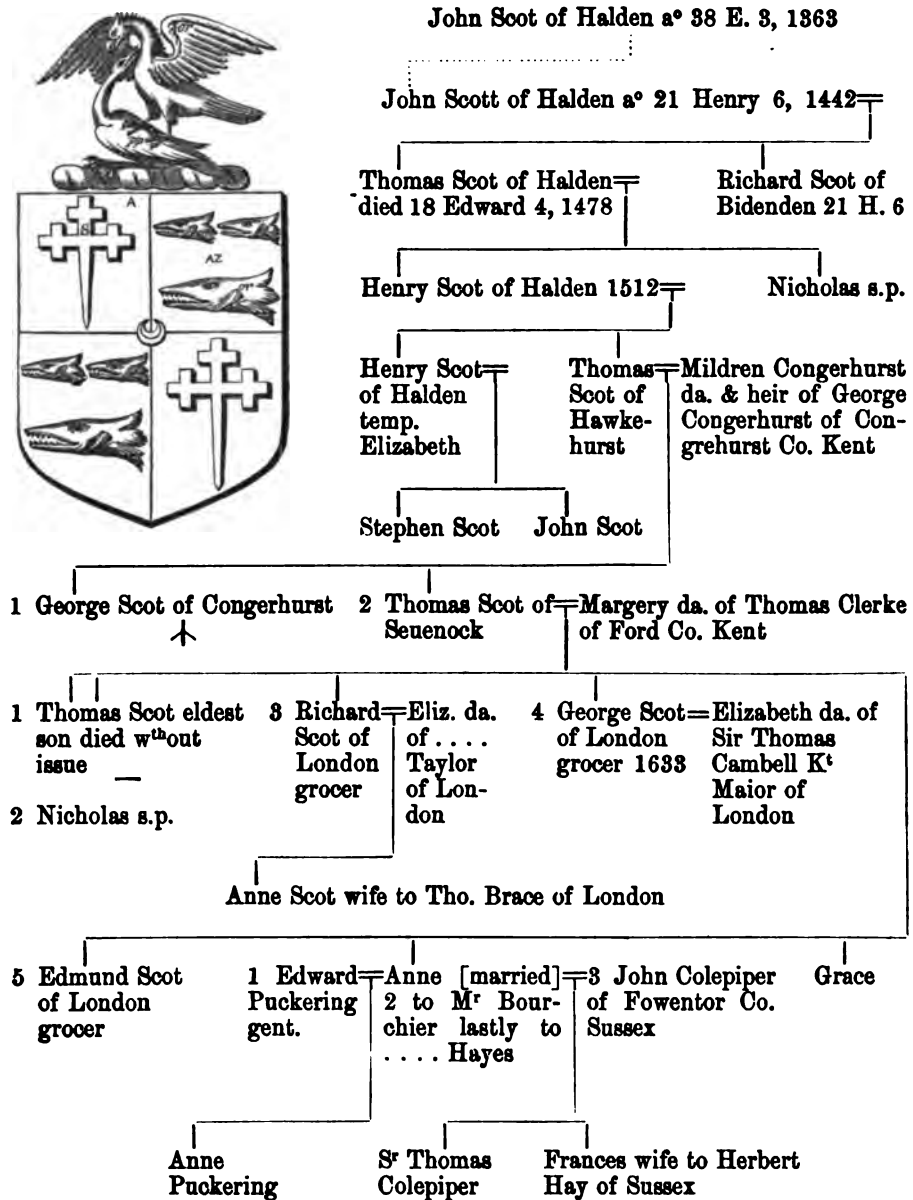 John Scot of Halden aº 38 E. 3, 1363
John Scott of Halden aº 21 Henry 6, 1442
Thomas Scot of Halden
died 18 Edward 4, 1478
Richard Scot of
Bidenden 21 H. 6
A
S
AZ
Henry Scot of Halden 1512
Nicholas s.p.
Henry Scot
of Halden
temp.
Elizabeth
Thomas
Scot of
Hawke-
hurst
Mildren Congerhurst
da. & heir of George
Congerhurst of Con-
grehurst Co. Kent
Stephen Scot
John Scot
1 George Scot of Congerhurst
2 Thomas Scot of
Seuenock
Margery da. of Thomas Clerke
of Ford Co. Kent
1 Thomas Scot eldest
son died wᵗʰout
issue
2 Nicholas s.p.
3 Richard
Scot of
London
grocer
Eliz. da.
of . . . .
Taylor
of Lon-
don
4 George Scot
of London
grocer 1633
Elizabeth da. of
Sir Thomas
Cambell Kᵗ
Maior of
London
Anne Scot wife to Tho. Brace of London
5 Edmund Scot
of London
grocer
1 Edward
Puckering
gent.
Anne [married]
2 to Mʳ Bour-
chier lastly to
. . . . Hayes
3 John Colepiper
of Fowentor Co.
Sussex
Grace
Anne
Puckering
Sʳ Thomas
Colepiper
Frances wife to Herbert
Hay of Sussex